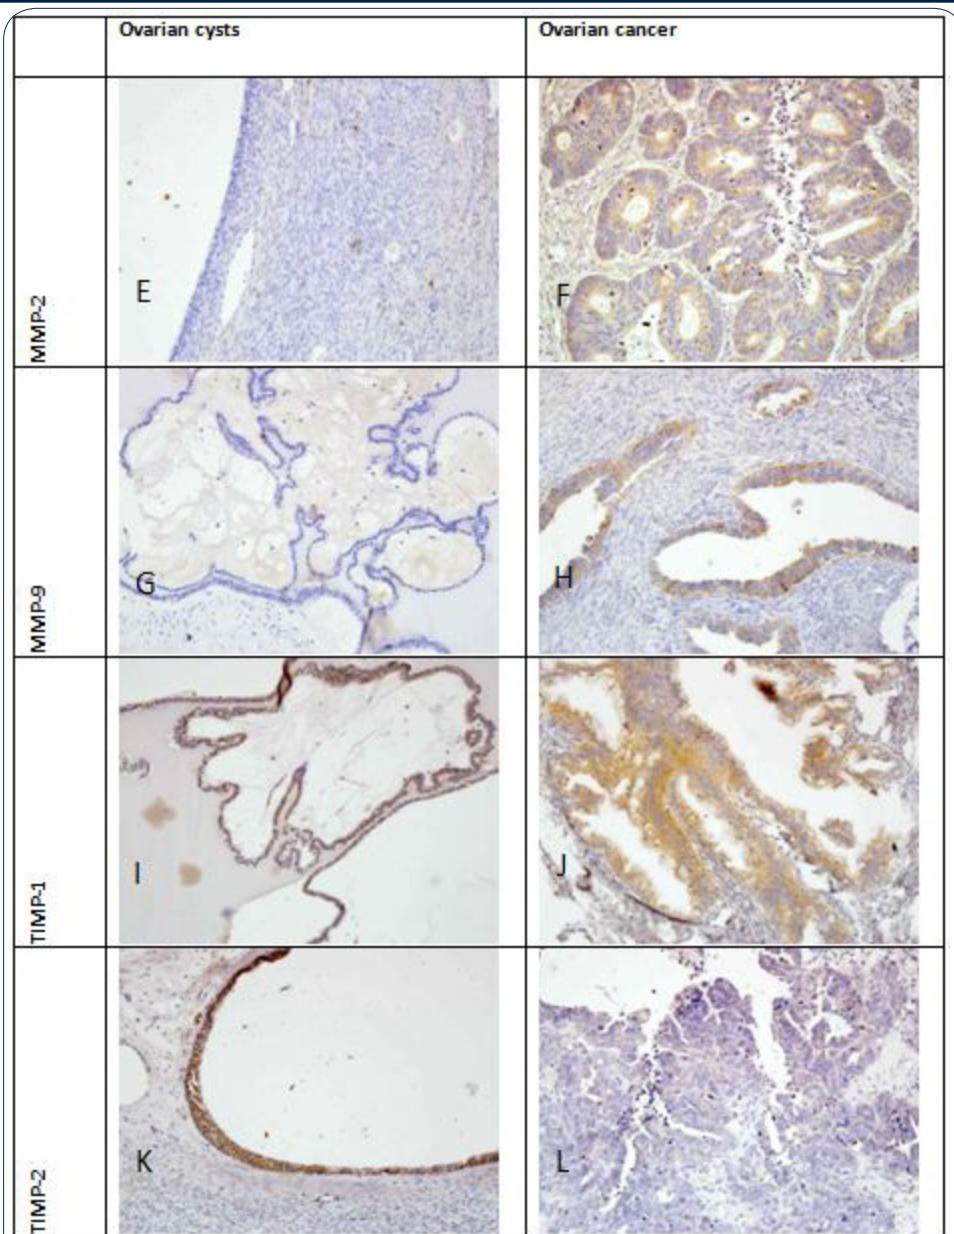 Ovarian cysts
Ovarian cancer
MMP-2
E
F
MMP-9
G
H
TIMP-1
I
J
TIMP-2
K
L